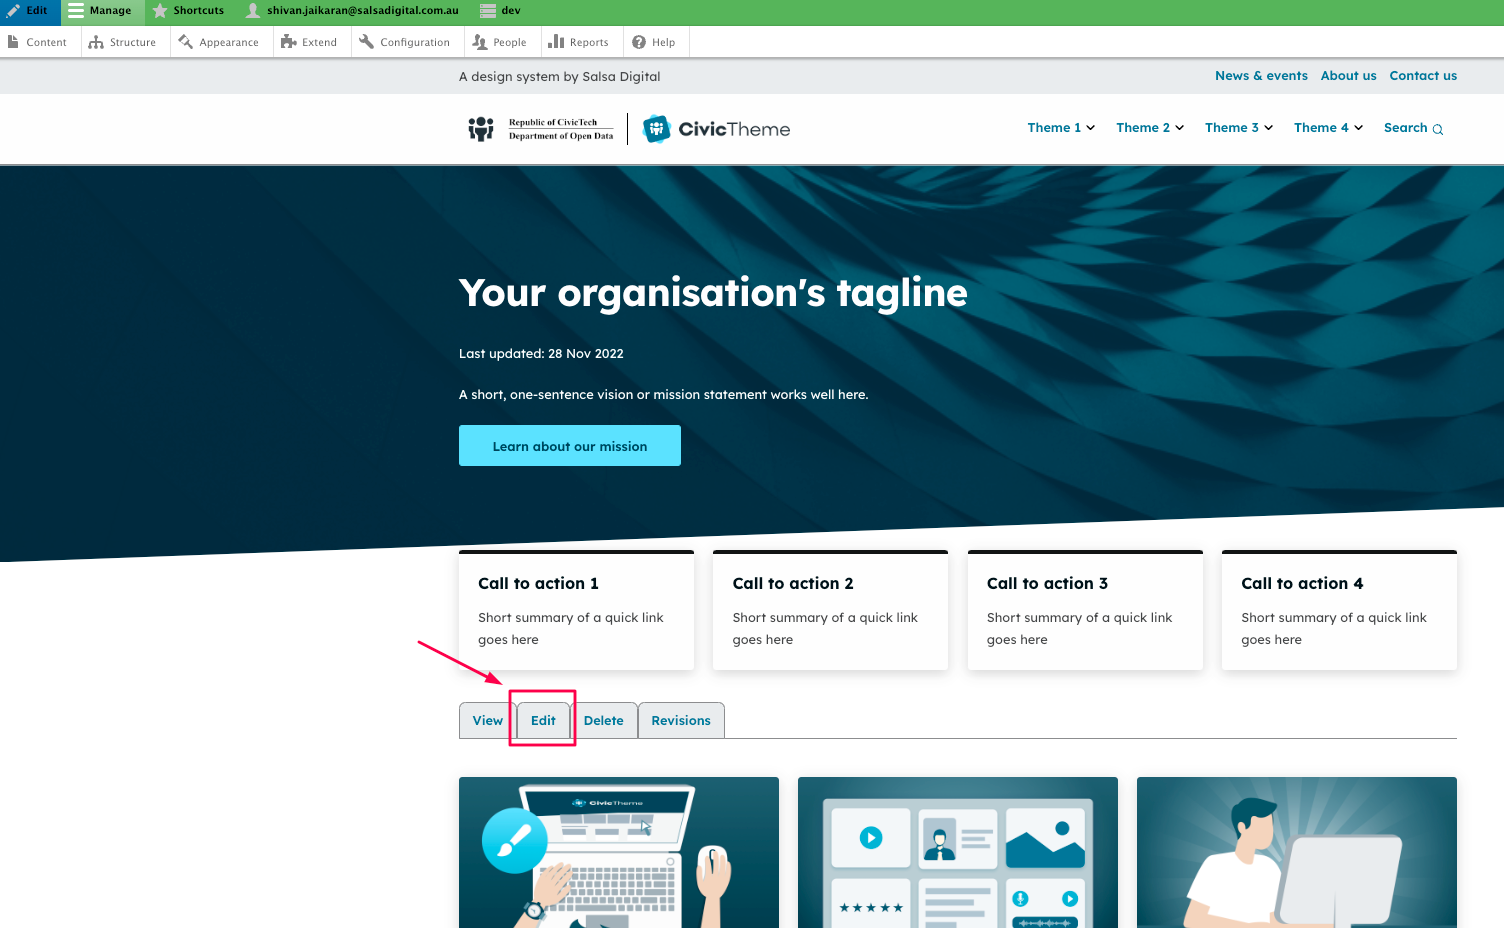 Edit Manage Shortcuts shivan.jaikaran@salsadigital.com.au dev
Content Structure Appearance Extend Configuration People Reports Help
A design system by Salsa Digital News & events About us Contact us
Republic of CivicTech
Department of Open Data
CivicTheme
Theme 1 Theme 2 Theme 3 Theme 4 Search
Your organisation's tagline
Last updated: 28 Nov 2022
A short, one-sentence vision or mission statement works well here.
Learn about our mission
Call to action 1
Short summary of a quick link
goes here
Call to action 2
Short summary of a quick link
goes here
Call to action 3
Short summary of a quick link
goes here
Call to action 4
Short summary of a quick link
goes here
View Edit Delete Revisions
CivicTheme